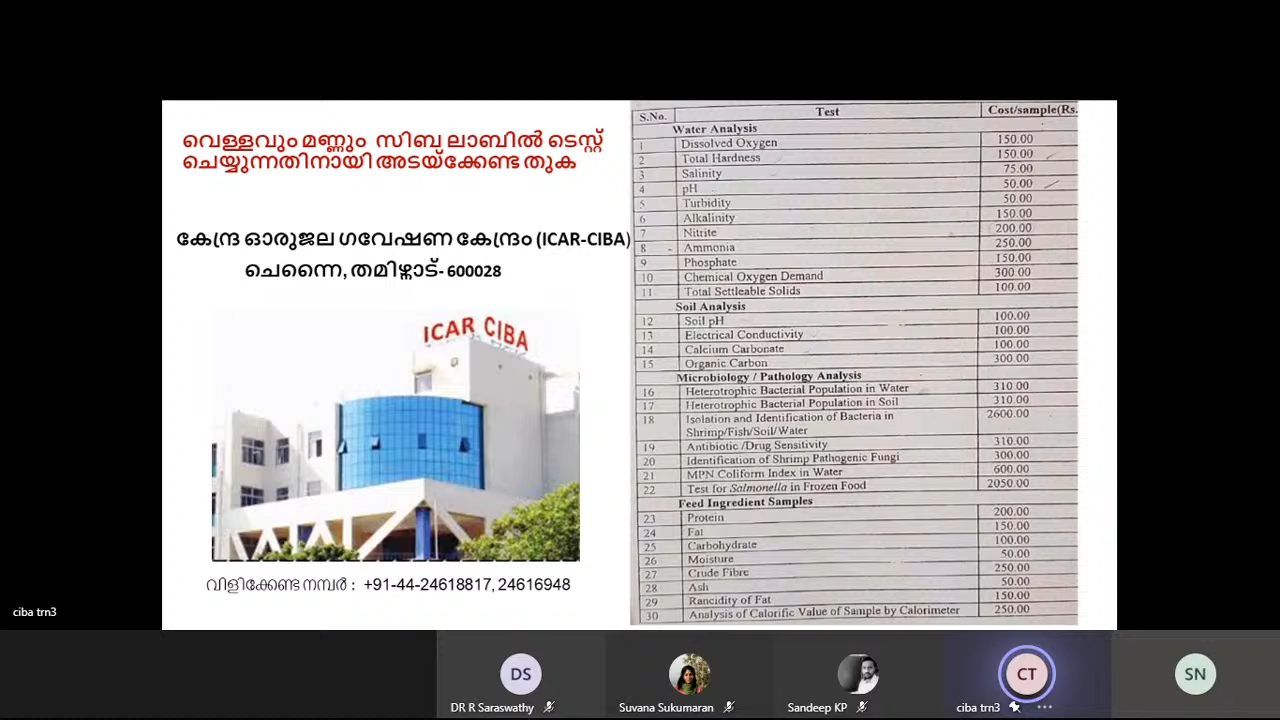 വെള്ളവും മണ്ണും സിബ ലാബിൽ ടെസ്റ്റ്
ചെയ്യുന്നതിനായി അടയ്ക്കേണ്ട തുക
കേന്ദ്ര ഓരുജല ഗവേഷണ കേന്ദ്രം (ICAR-CIBA)
ചെന്നൈ, തമിഴ്നാട്- 600028
ICAR CIBA
വിളിക്കേണ്ട നമ്പർ : +91-44-24618817, 24616948
S.No. Test Cost/sample(Rs.
Water Analysis
1 Dissolved Oxygen 150.00
2 Total Hardness 150.00
3 Salinity 75.00
4 pH 50.00
5 Turbidity 50.00
6 Alkalinity 150.00
7 Nitrite 200.00
8 Ammonia 250.00
9 Phosphate 150.00
10 Chemical Oxygen Demand 300.00
11 Total Settleable Solids 100.00
Soil Analysis
12 Soil pH 100.00
13 Electrical Conductivity 100.00
14 Calcium Carbonate 100.00
15 Organic Carbon 300.00
Microbiology / Pathology Analysis
16 Heterotrophic Bacterial Population in Water 310.00
17 Heterotrophic Bacterial Population in Soil 310.00
18 Isolation and Identification of Bacteria in 2600.00
Shrimp/Fish/Soil/Water
19 Antibiotic /Drug Sensitivity 310.00
20 Identification of Shrimp Pathogenic Fungi 300.00
21 MPN Coliform Index in Water 600.00
22 Test for Salmonella in Frozen Food 2050.00
Feed Ingredient Samples
23 Protein 200.00
24 Fat 150.00
25 Carbohydrate 100.00
26 Moisture 50.00
27 Crude Fibre 250.00
28 Ash 50.00
29 Rancidity of Fat 150.00
30 Analysis of Calorific Value of Sample by Calorimeter 250.00
ciba trn3
DS
DR R Saraswathy
Suvana Sukumaran
Sandeep KP
CT
ciba trn3
SN